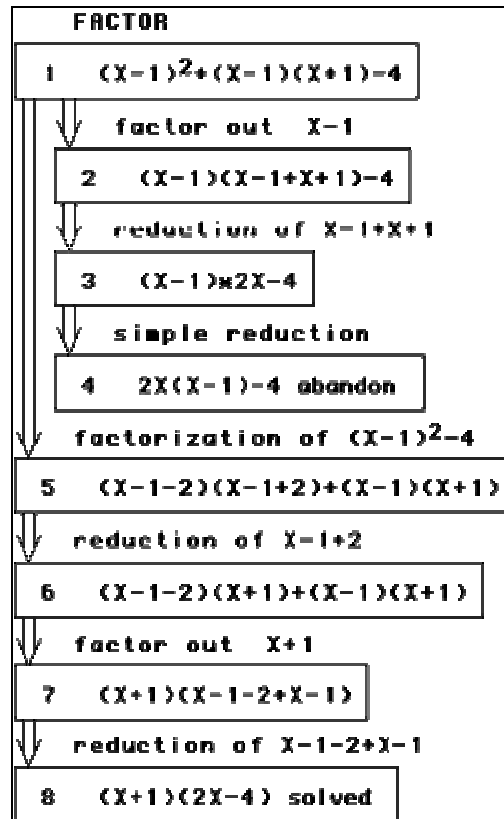 FACTOR
1 (X-1)²+(X-1)(X+1)-4
factor out X-1
2 (X-1)(X-1+X+1)-4
reduction of X-1+X+1
3 (X-1)*2X-4
simple reduction
4 2X(X-1)-4 abandon
factorization of (X-1)²-4
5 (X-1-2)(X-1+2)+(X-1)(X+1)
reduction of X-1+2
6 (X-1-2)(X+1)+(X-1)(X+1)
factor out X+1
7 (X+1)(X-1-2+X-1)
reduction of X-1-2+X-1
8 (X+1)(2X-4) solved